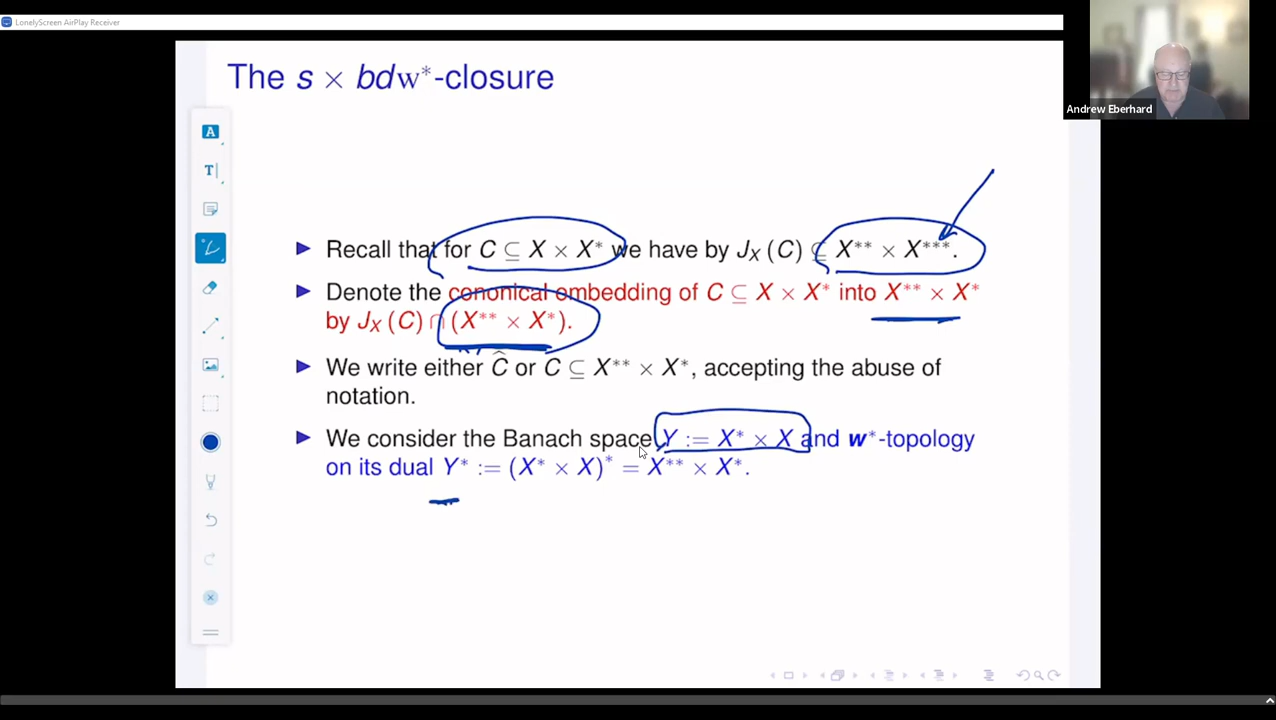 LonelyScreen AirPlay Receiver
Andrew Eberhard
The s × bdw*-closure
Recall that for C ⊆ X × X* we have by J_X (C) ⊆ X** × X***.
Denote the cononical embedding of C ⊆ X × X* into X** × X*
by J_X (C) ∩ (X** × X*).
We write either Ĉ or C ⊆ X** × X*, accepting the abuse of
notation.
We consider the Banach space Y := X* × X and w*-topology
on its dual Y* := (X* × X)* = X** × X*.